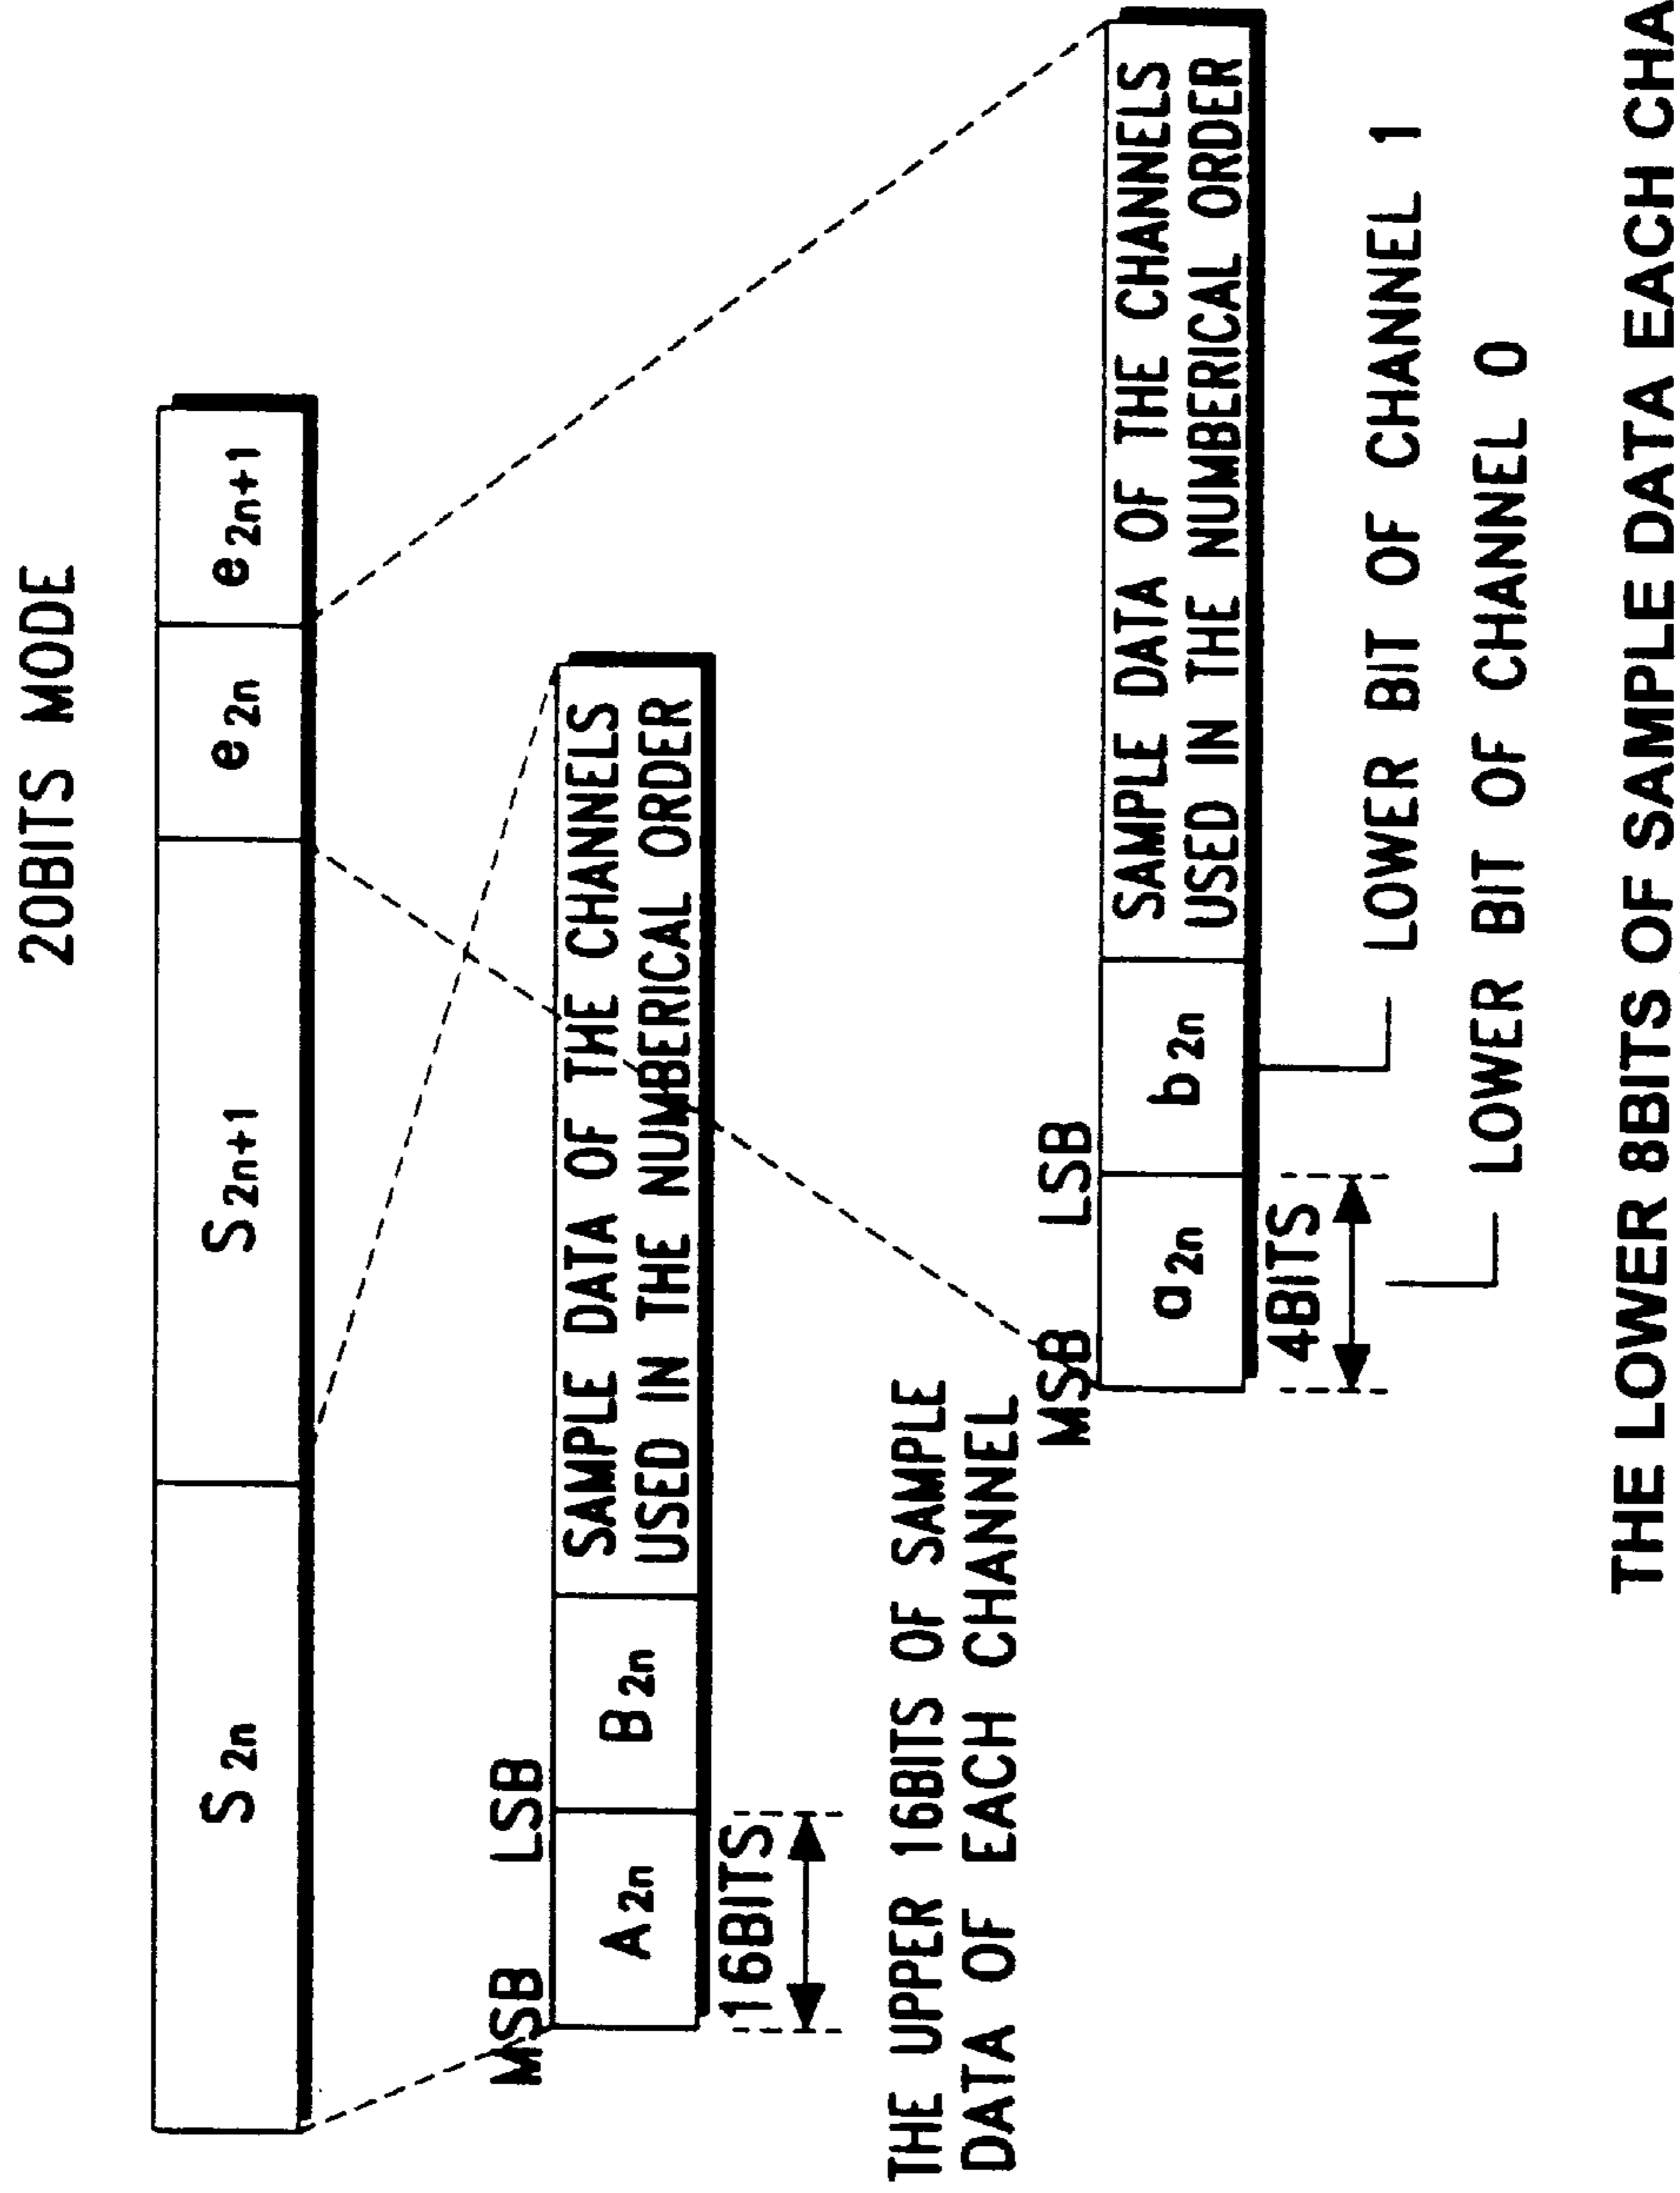 20BITS MODE
S2n
S2n+1
e2n
e2n+1
MSB LSB
A2n
B2n
SAMPLE DATA OF THE CHANNELS
USED IN THE NUMBERICAL ORDER
16BITS
THE UPPER 16BITS OF SAMPLE
DATA OF EACH CHANNEL
MSB LSB
a2n
b2n
SAMPLE DATA OF THE CHANNELS
USED IN THE NUMBERICAL ORDER
4BITS
LOWER BIT OF CHANNEL 1
LOWER BIT OF CHANNEL 0
THE LOWER 8BITS OF SAMPLE DATA EACH CHA